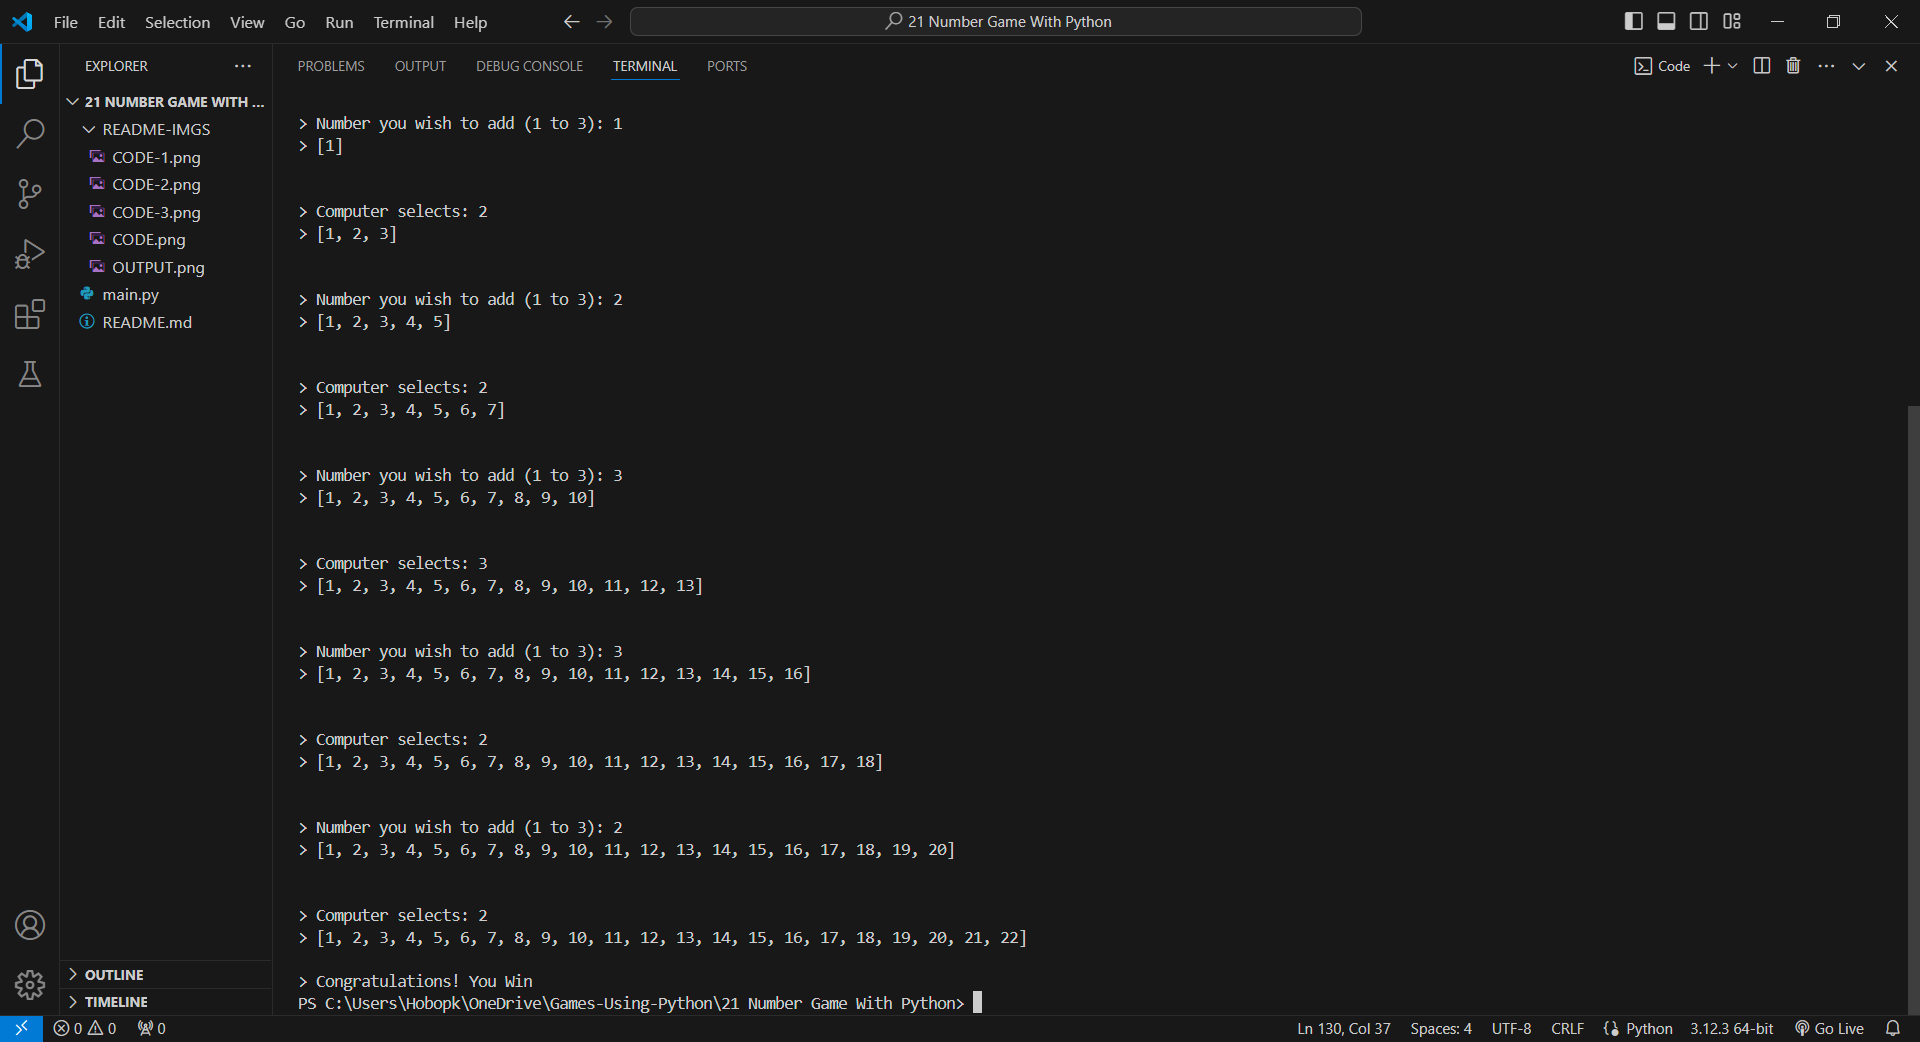 File Edit Selection View Go Run Terminal Help
21 Number Game With Python
EXPLORER
21 NUMBER GAME WITH ...
README-IMGS
CODE-1.png
CODE-2.png
CODE-3.png
CODE.png
OUTPUT.png
main.py
README.md
OUTLINE
TIMELINE
PROBLEMS OUTPUT DEBUG CONSOLE TERMINAL PORTS
Code
> Number you wish to add (1 to 3): 1
> [1]
> Computer selects: 2
> [1, 2, 3]
> Number you wish to add (1 to 3): 2
> [1, 2, 3, 4, 5]
> Computer selects: 2
> [1, 2, 3, 4, 5, 6, 7]
> Number you wish to add (1 to 3): 3
> [1, 2, 3, 4, 5, 6, 7, 8, 9, 10]
> Computer selects: 3
> [1, 2, 3, 4, 5, 6, 7, 8, 9, 10, 11, 12, 13]
> Number you wish to add (1 to 3): 3
> [1, 2, 3, 4, 5, 6, 7, 8, 9, 10, 11, 12, 13, 14, 15, 16]
> Computer selects: 2
> [1, 2, 3, 4, 5, 6, 7, 8, 9, 10, 11, 12, 13, 14, 15, 16, 17, 18]
> Number you wish to add (1 to 3): 2
> [1, 2, 3, 4, 5, 6, 7, 8, 9, 10, 11, 12, 13, 14, 15, 16, 17, 18, 19, 20]
> Computer selects: 2
> [1, 2, 3, 4, 5, 6, 7, 8, 9, 10, 11, 12, 13, 14, 15, 16, 17, 18, 19, 20, 21, 22]
> Congratulations! You Win
PS C:\Users\Hobopk\OneDrive\Games-Using-Python\21 Number Game With Python>
0 0 0 Ln 130, Col 37 Spaces: 4 UTF-8 CRLF Python 3.12.3 64-bit Go Live